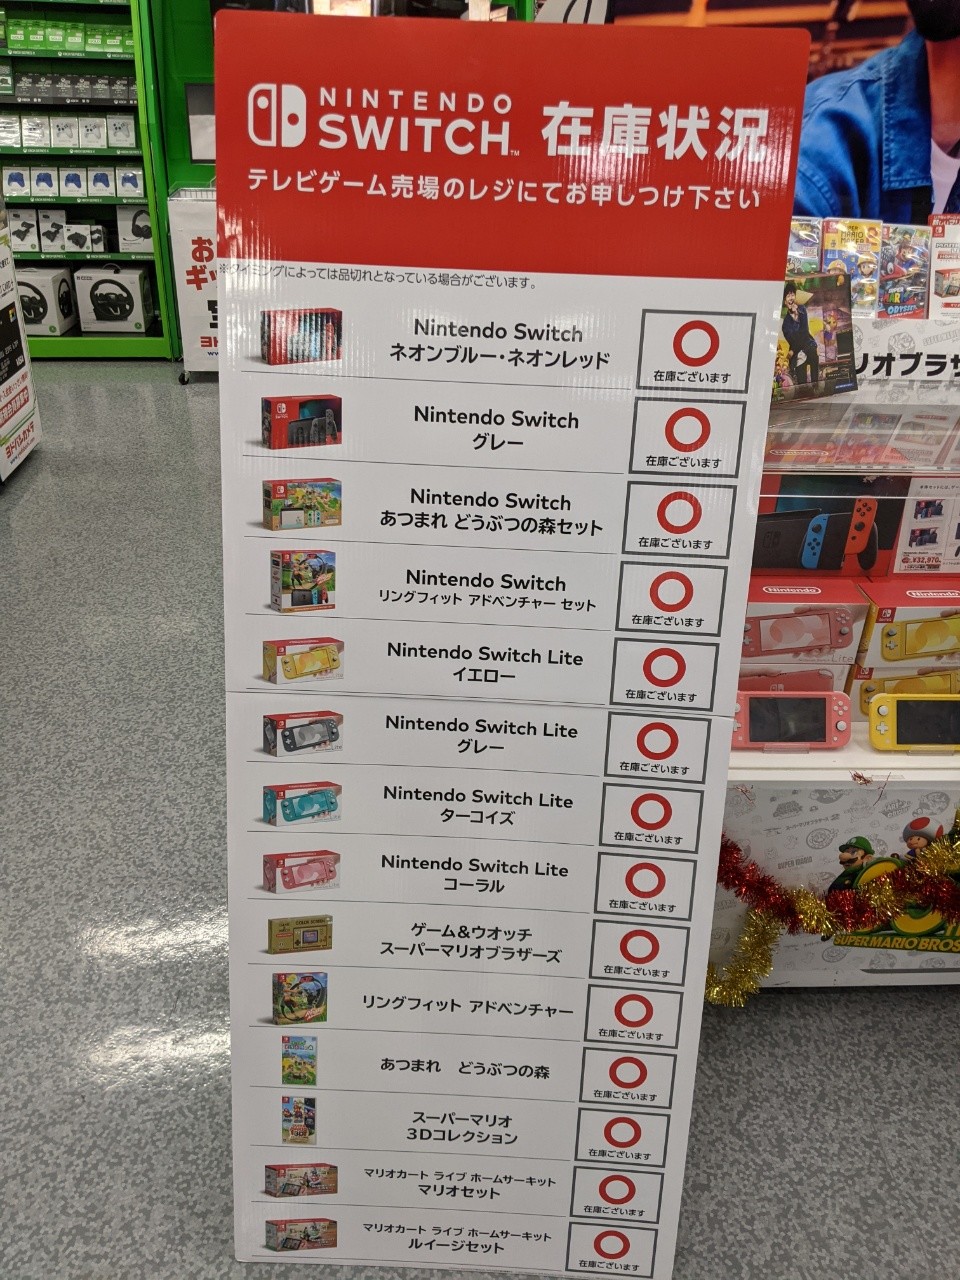 NINTENDO
SWITCH™ 在庫状況
テレビゲーム売場のレジにてお申しつけ下さい
※タイミングによっては品切れとなっている場合がございます。
Nintendo Switch
ネオンブルー・ネオンレッド
在庫ございます
Nintendo Switch
グレー
在庫ございます
Nintendo Switch
あつまれ どうぶつの森セット
在庫ございます
Nintendo Switch
リングフィット アドベンチャー セット
在庫ございます
Nintendo Switch Lite
イエロー
在庫ございます
Nintendo Switch Lite
グレー
在庫ございます
Nintendo Switch Lite
ターコイズ
在庫ございます
Nintendo Switch Lite
コーラル
在庫ございます
ゲーム&ウオッチ
スーパーマリオブラザーズ
在庫ございます
リングフィット アドベンチャー
在庫ございます
あつまれ どうぶつの森
在庫ございます
スーパーマリオ
3Dコレクション
在庫ございます
マリオカート ライブ ホームサーキット
マリオセット
在庫ございます
マリオカート ライブ ホームサーキット
ルイージセット
在庫ございます
リオブラザ
Nintendo
SUPER MARIO BROS
ヨドバシカメラ